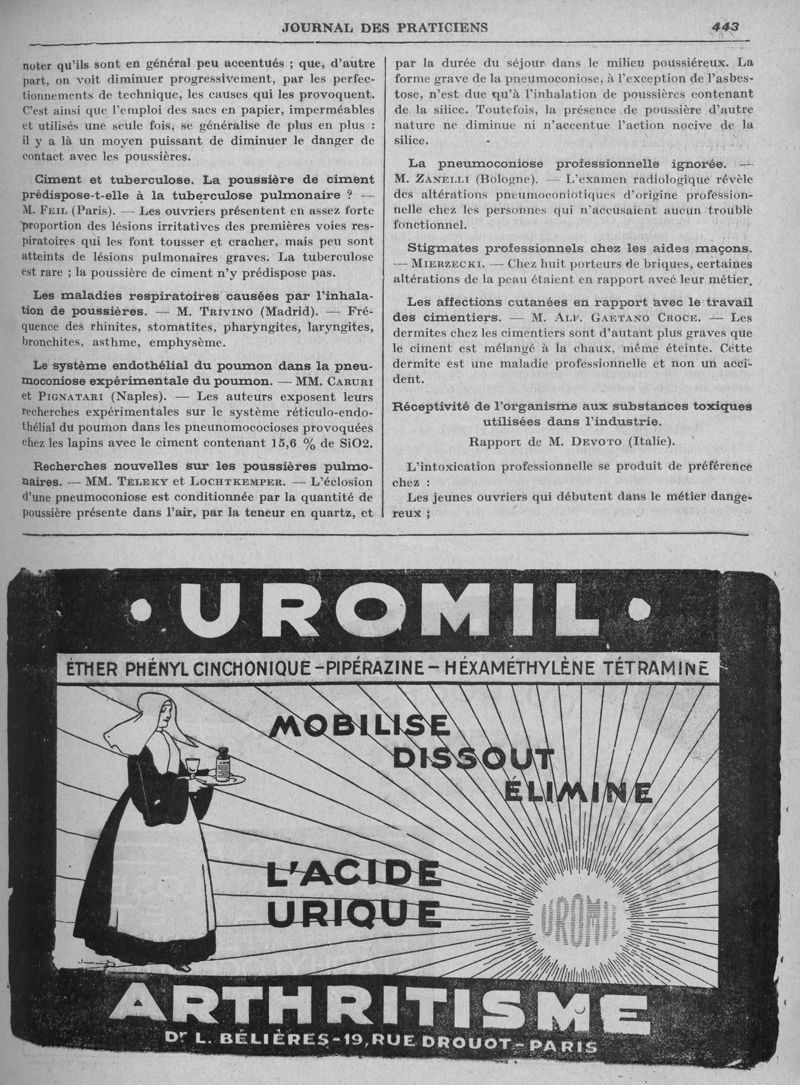 JOURNAL DES PRATICIENS 443
noter qu'ils sont en général peu accentués ; que, d'autre
part, on voit diminuer progressivement, par les perfec-
tionnements de technique, les causes qui les provoquent.
C'est ainsi que l'emploi des sacs en papier, imperméables
et utilisés une seule fois, se généralise de plus en plus :
il y a là un moyen puissant de diminuer le danger de
contact avec les poussières.
Ciment et tuberculose. La poussière de ciment
prédispose-t-elle à la tuberculose pulmonaire ? —
M. FEIL (Paris). — Les ouvriers présentent en assez forte
proportion des lésions irritatives des premières voies res-
piratoires qui les font tousser et cracher, mais peu sont
atteints de lésions pulmonaires graves. La tuberculose
est rare ; la poussière de ciment n'y prédispose pas.
Les maladies respiratoires causées par l'inhala-
tion de poussières. — M. TRIVINO (Madrid). — Fré-
quence des rhinites, stomatites, pharyngites, laryngites,
bronchites, asthme, emphysème.
Le système endothélial du poumon dans la pneu-
moconiose expérimentale du poumon. — MM. CARURI
et PIGNATARI (Naples). — Les auteurs exposent leurs
recherches expérimentales sur le système réticulo-endo-
thélial du poumon dans les pneunomocioses provoquées
chez les lapins avec le ciment contenant 15,6 % de SiO2.
Recherches nouvelles sur les poussières pulmo-
naires. — MM. TELEKY et LOCHTKEMPER. — L'éclosion
d'une pneumoconiose est conditionnée par la quantité de
poussière présente dans l'air, par la teneur en quartz, et
par la durée du séjour dans le milieu poussiéreux. La
forme grave de la pneumoconiose, à l'exception de l'asbes-
tose, n'est due qu'à l'inhalation de poussières contenant
de la silice. Toutefois, la présence de poussière d'autre
nature ne diminue ni n'accentue l'action nocive de la
silice.
La pneumoconiose professionnelle ignorée. —
M. ZANELLI (Bologne). — L'examen radiologique révèle
des altérations pneumoconiotiques d'origine profession-
nelle chez les personnes qui n'accusaient aucun trouble
fonctionnel.
Stigmates professionnels chez les aides maçons.
— MIERZECKI. — Chez huit porteurs de briques, certaines
altérations de la peau étaient en rapport avec leur métier.
Les affections cutanées en rapport avec le travail
des cimentiers. — M. ALF. GAETANO CROCE. — Les
dermites chez les cimentiers sont d'autant plus graves que
le ciment est mélangé à la chaux, même éteinte. Cette
dermite est une maladie professionnelle et non un acci-
dent.
Réceptivité de l'organisme aux substances toxiques
utilisées dans l'industrie.
Rapport de M. DEVOTO (Italie).
L'intoxication professionnelle se produit de préférence
chez :
Les jeunes ouvriers qui débutent dans le métier dange-
reux ;
• UROMIL •
ÉTHER PHÉNYL CINCHONIQUE – PIPÉRAZINE – HÉXAMÉTHYLÈNE TÉTRAMINE
MOBILISE
DISSOUT
ÉLIMINE
L'ACIDE
URIQUE
UROMIL
ARTHRITISME
Dr L. BÉLIÈRES - 19, RUE DROUOT - PARIS